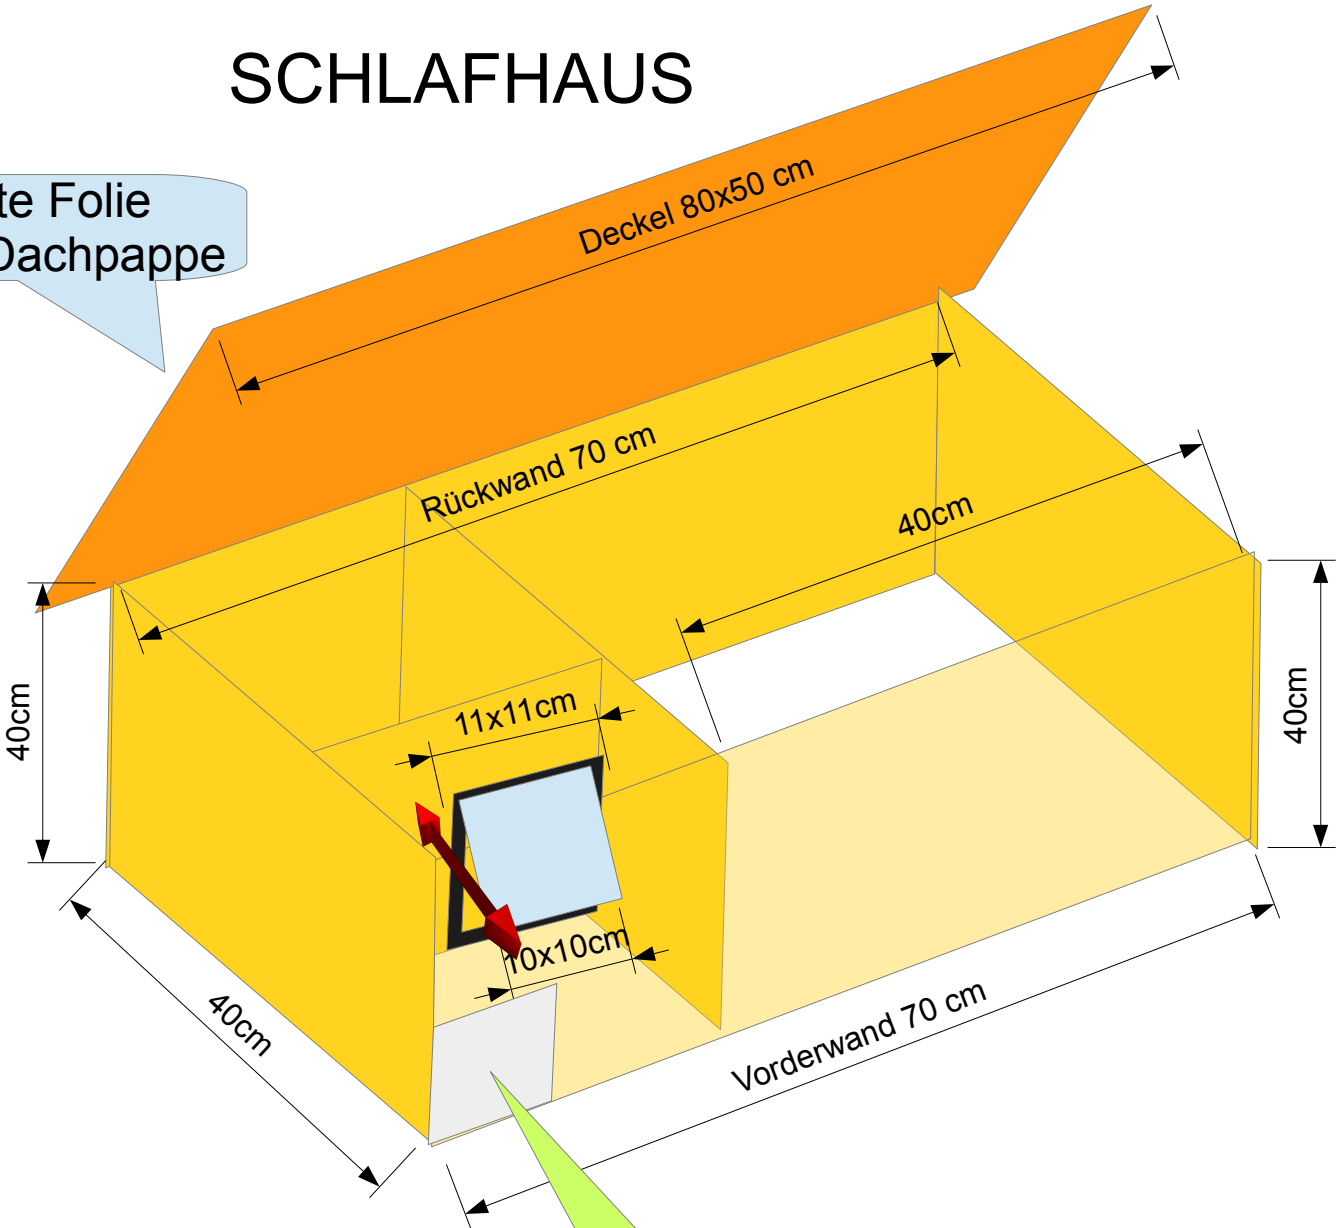 SCHLAFHAUS
te Folie
Dachpappe
Deckel 80x50 cm
Rückwand 70 cm
40cm
40cm
40cm
11x11cm
10x10cm
40cm
Vorderwand 70 cm